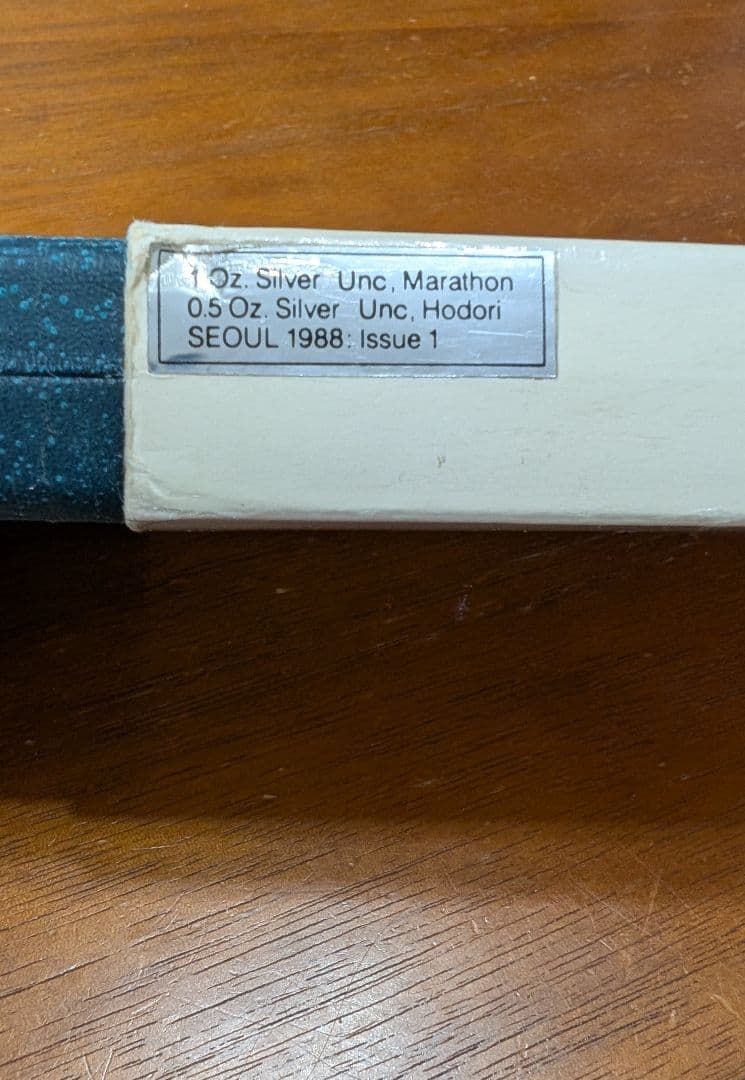 1 Oz. Silver Unc, Marathon
0.5 Oz. Silver Unc, Hodori
SEOUL 1988: Issue 1